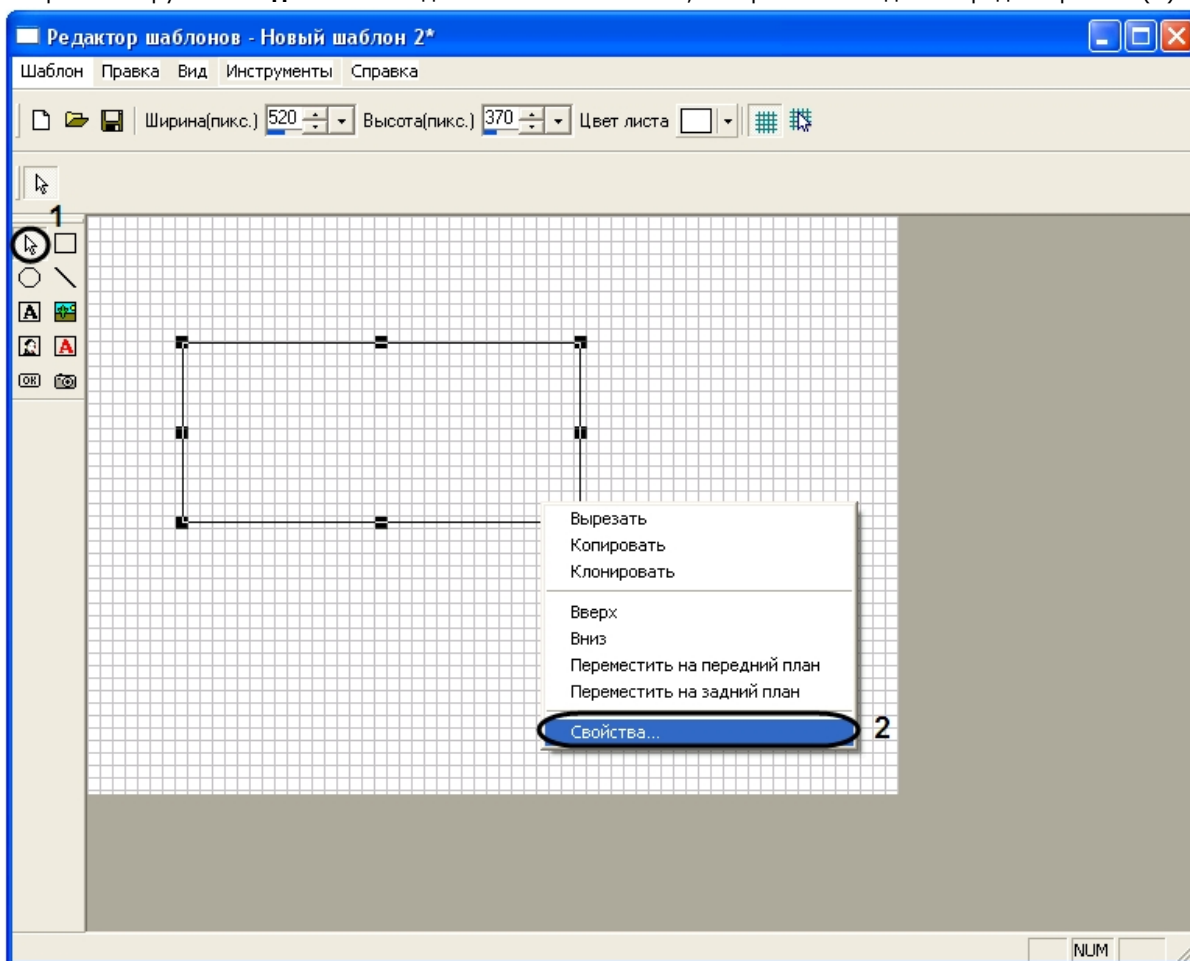 Редактор шаблонов - Новый шаблон 2*
Шаблон Правка Вид Инструменты Справка
Ширина(пикс.) 520 Высота(пикс.) 370 Цвет листа
1
A
A
OK
Вырезать
Копировать
Клонировать
Вверх
Вниз
Переместить на передний план
Переместить на задний план
Свойства... 2
NUM